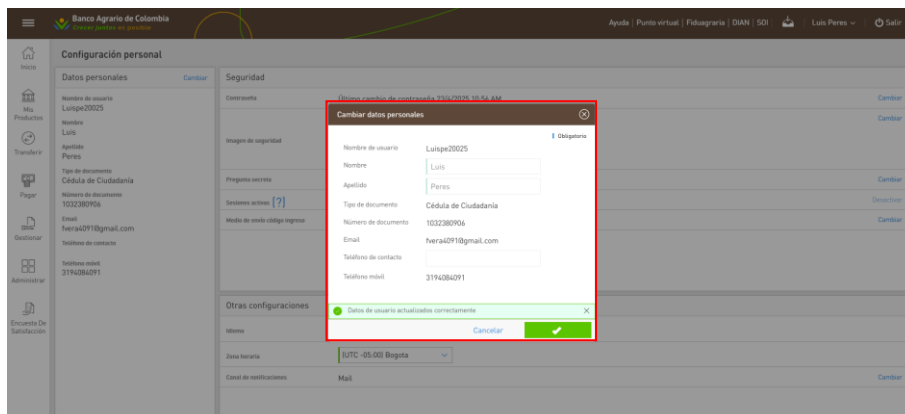 Banco Agrario de Colombia
Crecer juntos es posible
Ayuda | Punto virtual | Fiduagraria | DIAN | SOI | Luis Peres Salir
Inicio
Mis Productos
Transferir
Pagar
Gestionar
Administrar
Encuesta De Satisfacción
Configuración personal
Datos personales Cambiar
Nombre de usuario
Luispe20025
Nombre
Luis
Apellido
Peres
Tipo de documento
Cédula de Ciudadanía
Número de documento
1032380906
Email
fvera4091@gmail.com
Teléfono de contacto
Teléfono móvil
3194084091
Seguridad
Contraseña Último cambio de contraseña 23/4/2025 10:54 AM Cambiar
Imagen de seguridad Cambiar
Pregunta secreta Cambiar
Sesiones activas [?] Desactivar
Medio de envío código ingreso Cambiar
Cambiar datos personales
Obligatorio
Nombre de usuario Luispe20025
Nombre Luis
Apellido Peres
Tipo de documento Cédula de Ciudadanía
Número de documento 1032380906
Email fvera4091@gmail.com
Teléfono de contacto
Teléfono móvil 3194084091
Datos de usuario actualizados correctamente
Cancelar
Otras configuraciones
Idioma
Zona horaria (UTC -05:00) Bogota
Canal de notificaciones Mail Cambiar